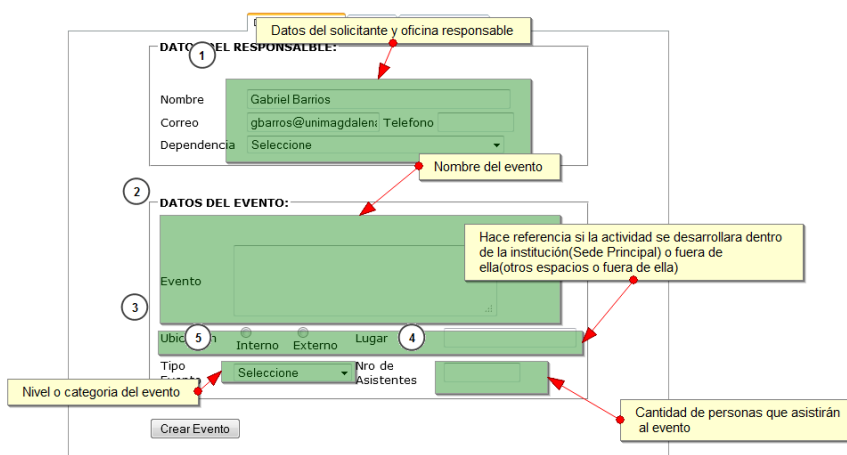 Datos del solicitante y oficina responsable
DATOS DEL RESPONSALBLE:
1
Nombre Gabriel Barrios
Correo gbarros@unimagdalena Telefono
Dependencia Seleccione
Nombre del evento
2
DATOS DEL EVENTO:
Hace referencia si la actividad se desarrollara dentro
de la institución(Sede Principal) o fuera de
ella(otros espacios o fuera de ella)
Evento
3
5 Interno Externo Lugar 4
Tipo Evento Seleccione Nro de Asistentes
Nivel o categoria del evento
Cantidad de personas que asistirán
al evento
Crear Evento